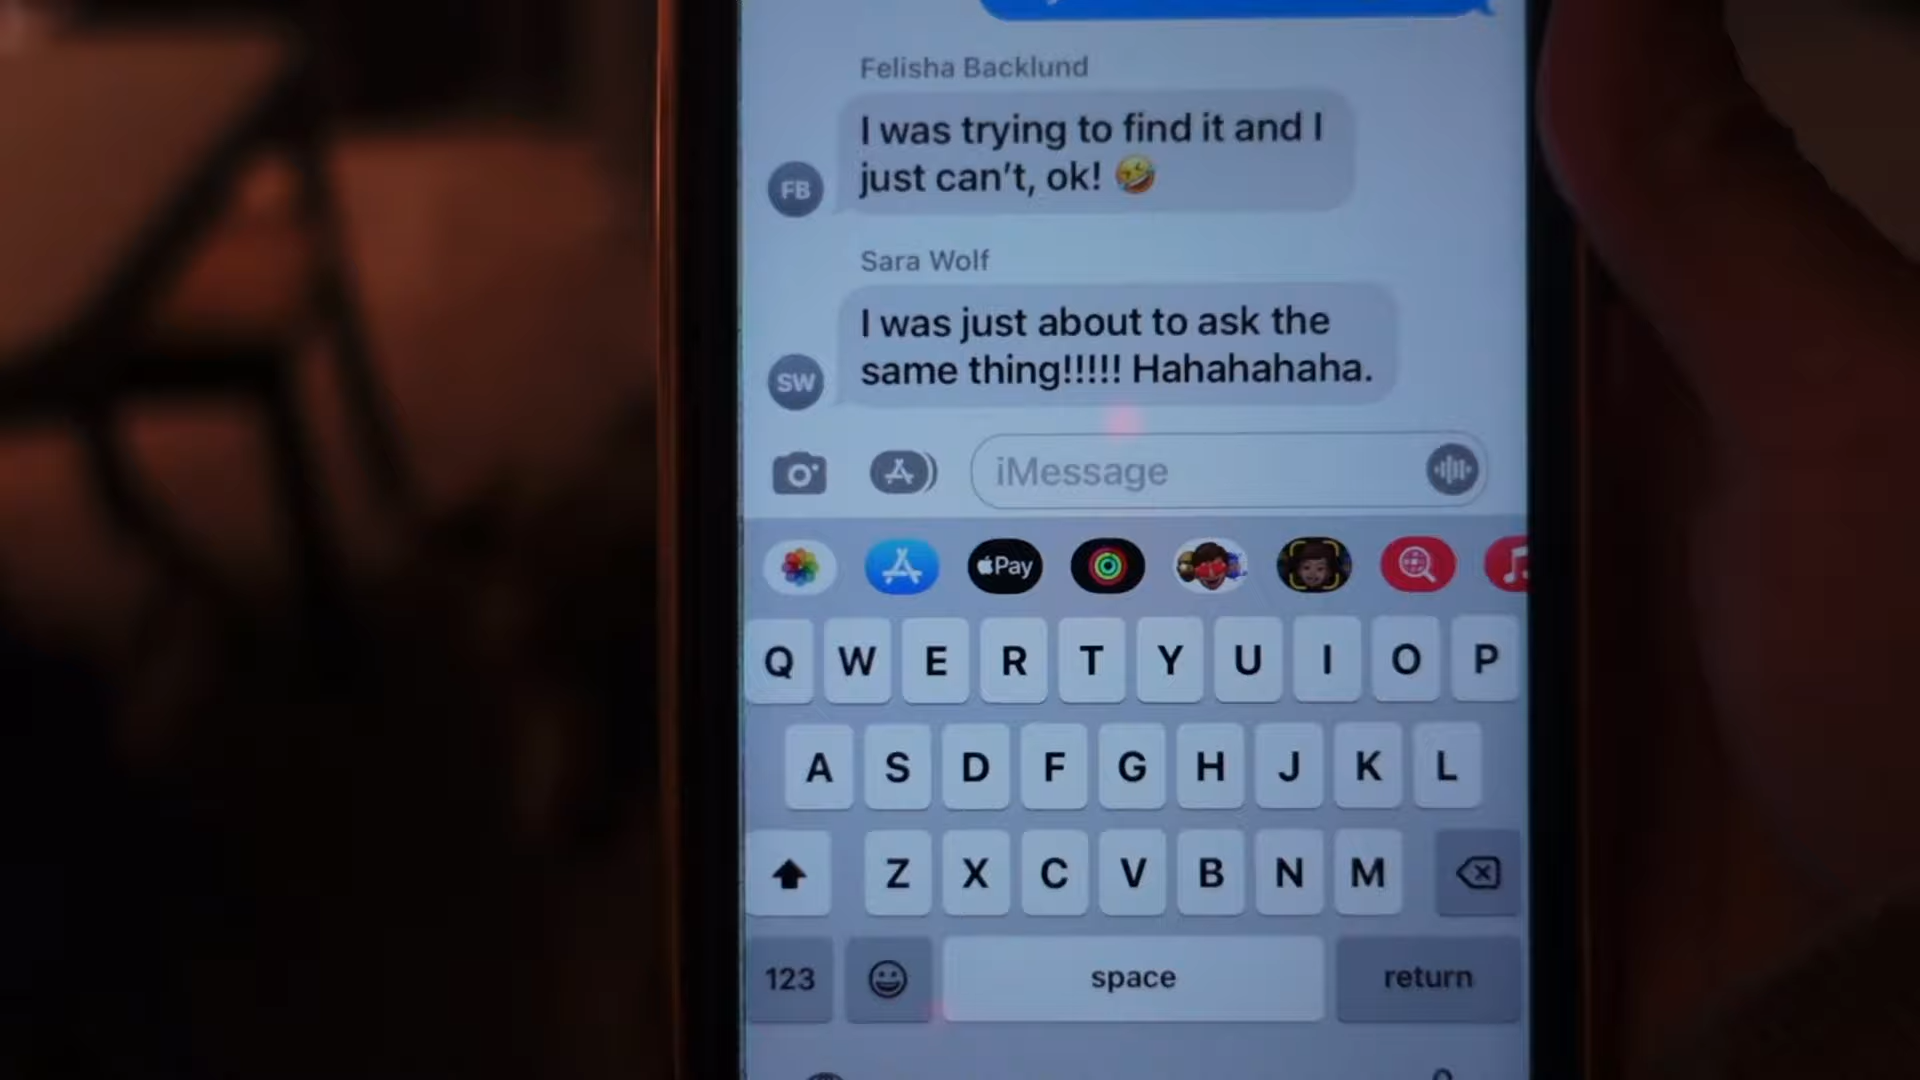 Felisha Backlund
I was trying to find it and I
just can't, ok! 🤣
FB
Sara Wolf
I was just about to ask the
same thing!!!!! Hahahahaha.
SW
iMessage
Pay
Q W E R T Y U I O P
A S D F G H J K L
Z X C V B N M
123 space return